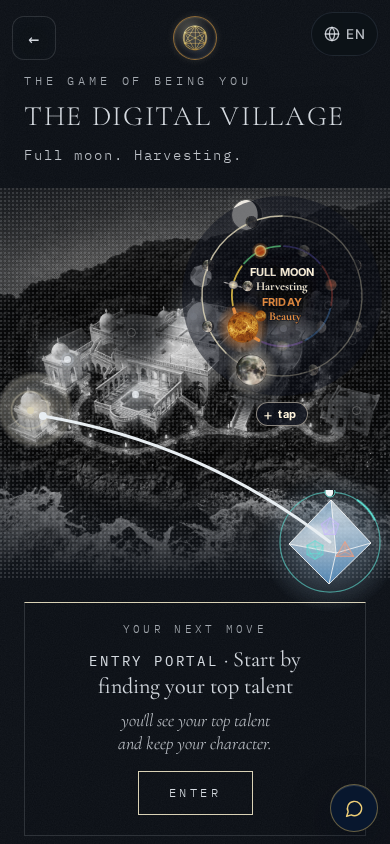 ←
EN
THE GAME OF BEING YOU
THE DIGITAL VILLAGE
Full moon. Harvesting.
FULL MOON
Harvesting
FRIDAY
Beauty
+ tap
YOUR NEXT MOVE
ENTRY PORTAL · Start by
finding your top talent
you'll see your top talent
and keep your character.
ENTER